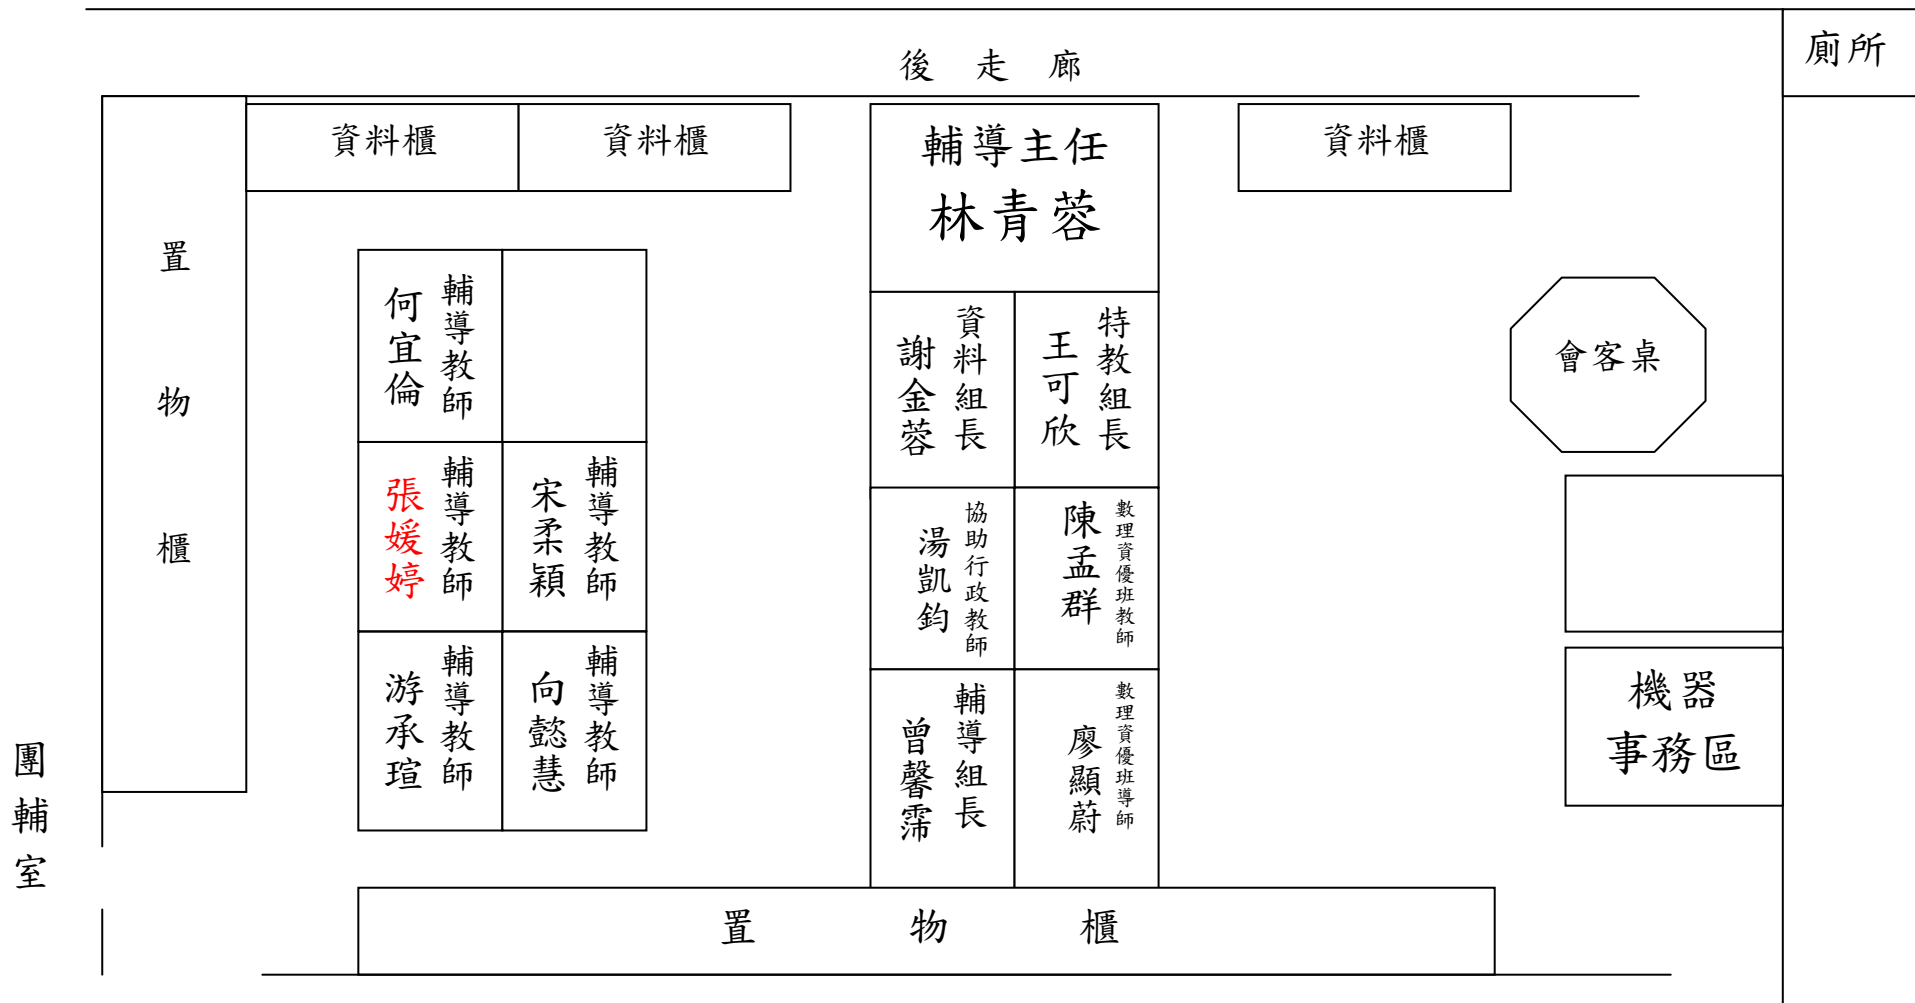 後走廊
廁所
資料櫃
資料櫃
輔導主任
林青蓉
資料櫃
置物櫃
輔導教師
何宜倫
資料組長
謝金蓉
特教組長
王可欣
會客桌
輔導教師
張媛婷
輔導教師
宋柔穎
協助行政教師
湯凱鈞
數理資優班教師
陳孟群
輔導教師
游承瑄
輔導教師
向懿慧
輔導組長
曾馨霈
數理資優班導師
廖顯蔚
機器
事務區
團輔室
置物櫃